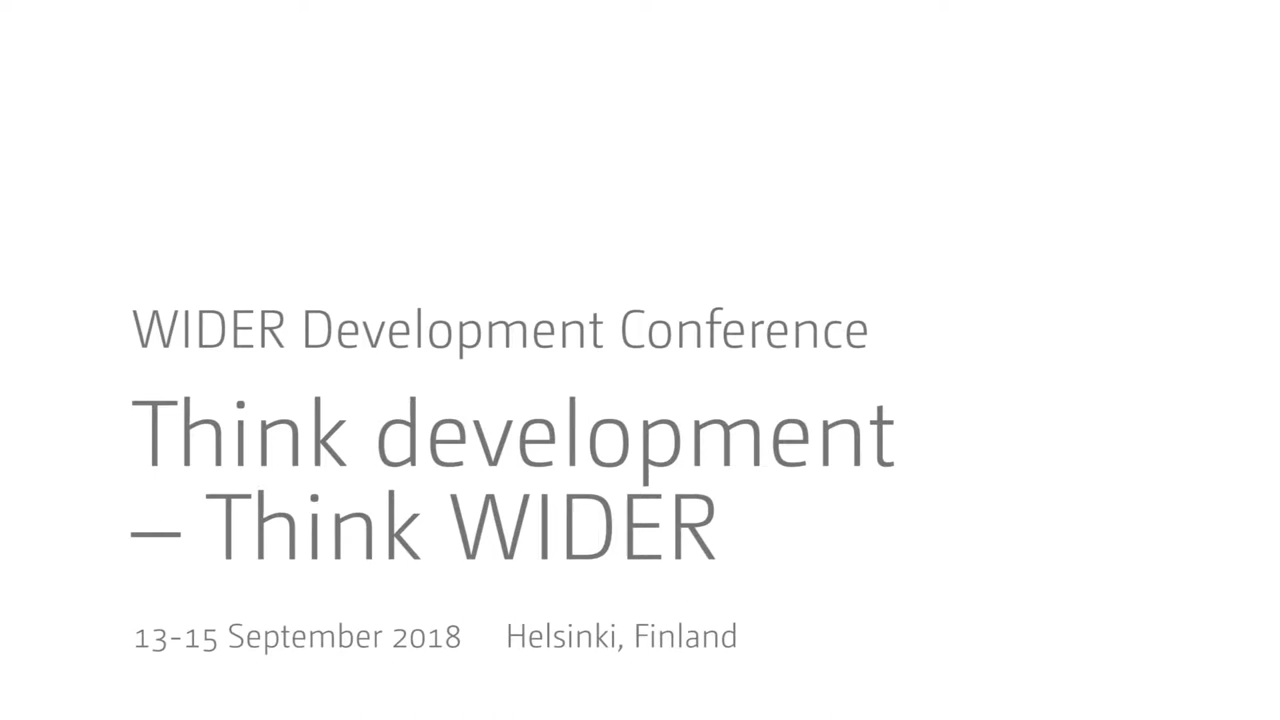 WIDER Development Conference
Think development
– Think WIDER
13-15 September 2018 Helsinki, Finland